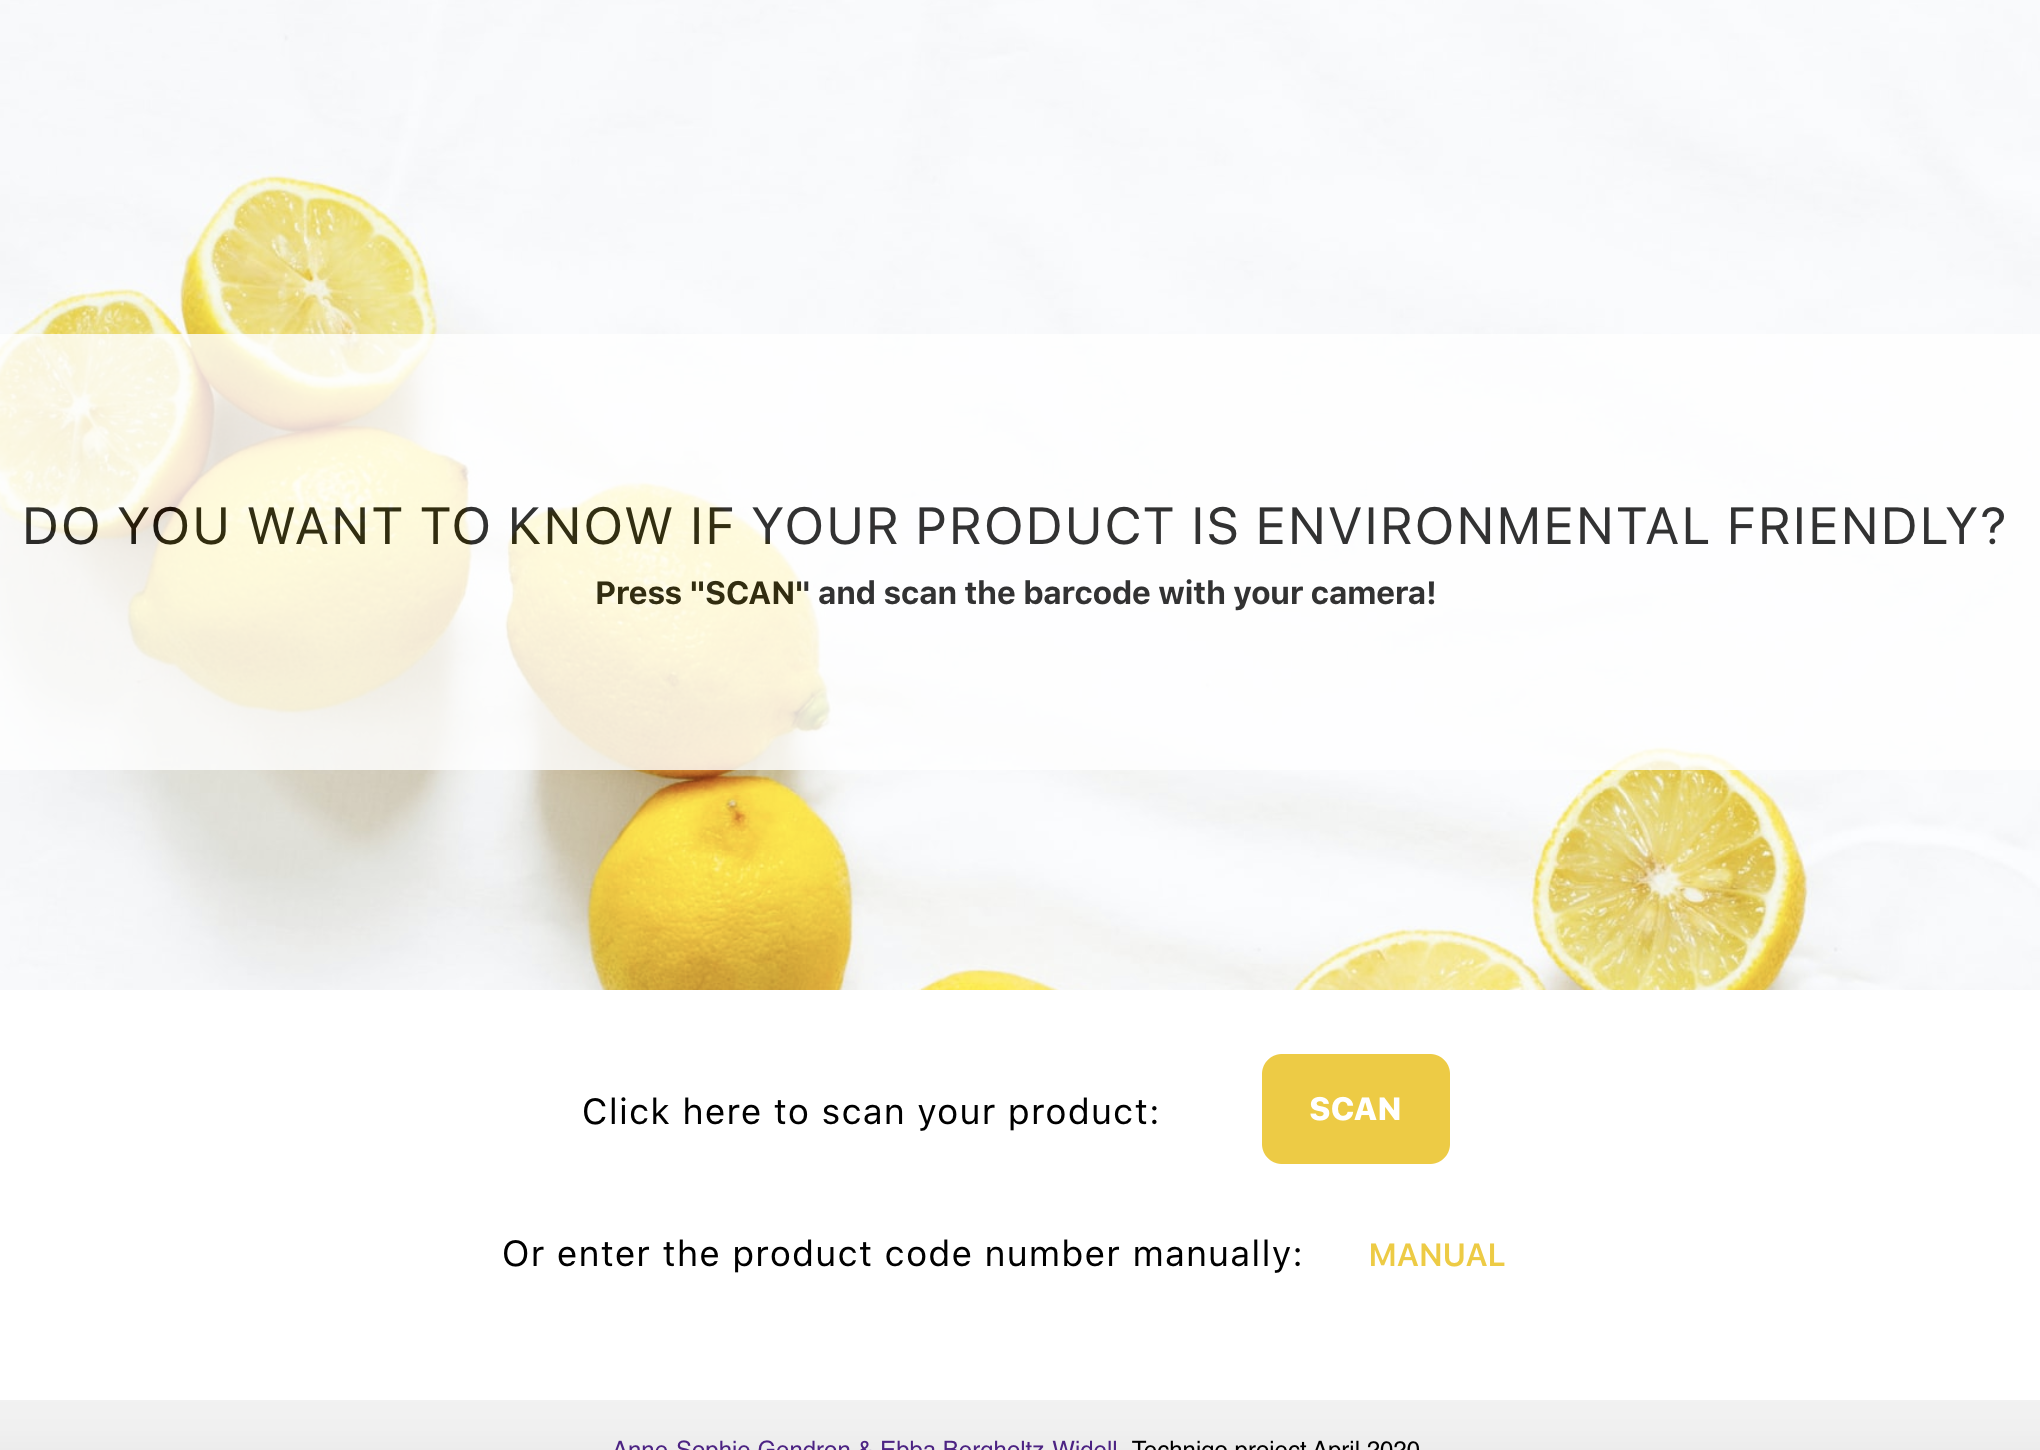 DO YOU WANT TO KNOW IF YOUR PRODUCT IS ENVIRONMENTAL FRIENDLY?
Press "SCAN" and scan the barcode with your camera!
Click here to scan your product: SCAN
Or enter the product code number manually: MANUAL
Anne-Sophie Gendron & Ebba Bergholtz-Widell, Technigo project April 2020